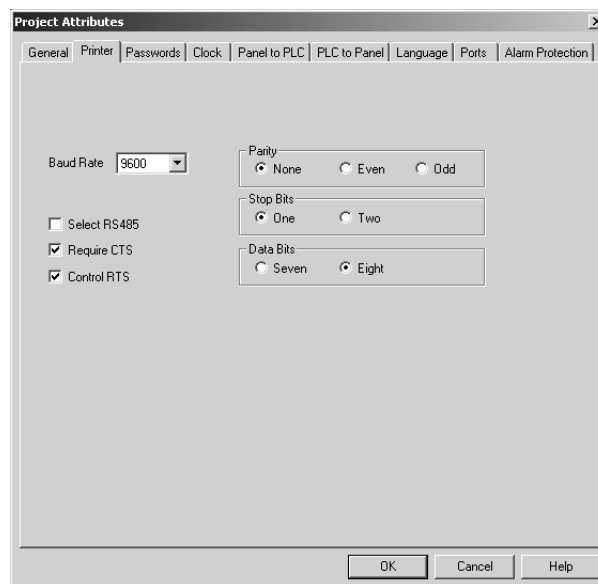 Project Attributes
General Printer Passwords Clock Panel to PLC PLC to Panel Language Ports Alarm Protection
Baud Rate 9600
Parity
None Even Odd
Stop Bits
One Two
Select RS485
Require CTS
Control RTS
Data Bits
Seven Eight
OK Cancel Help